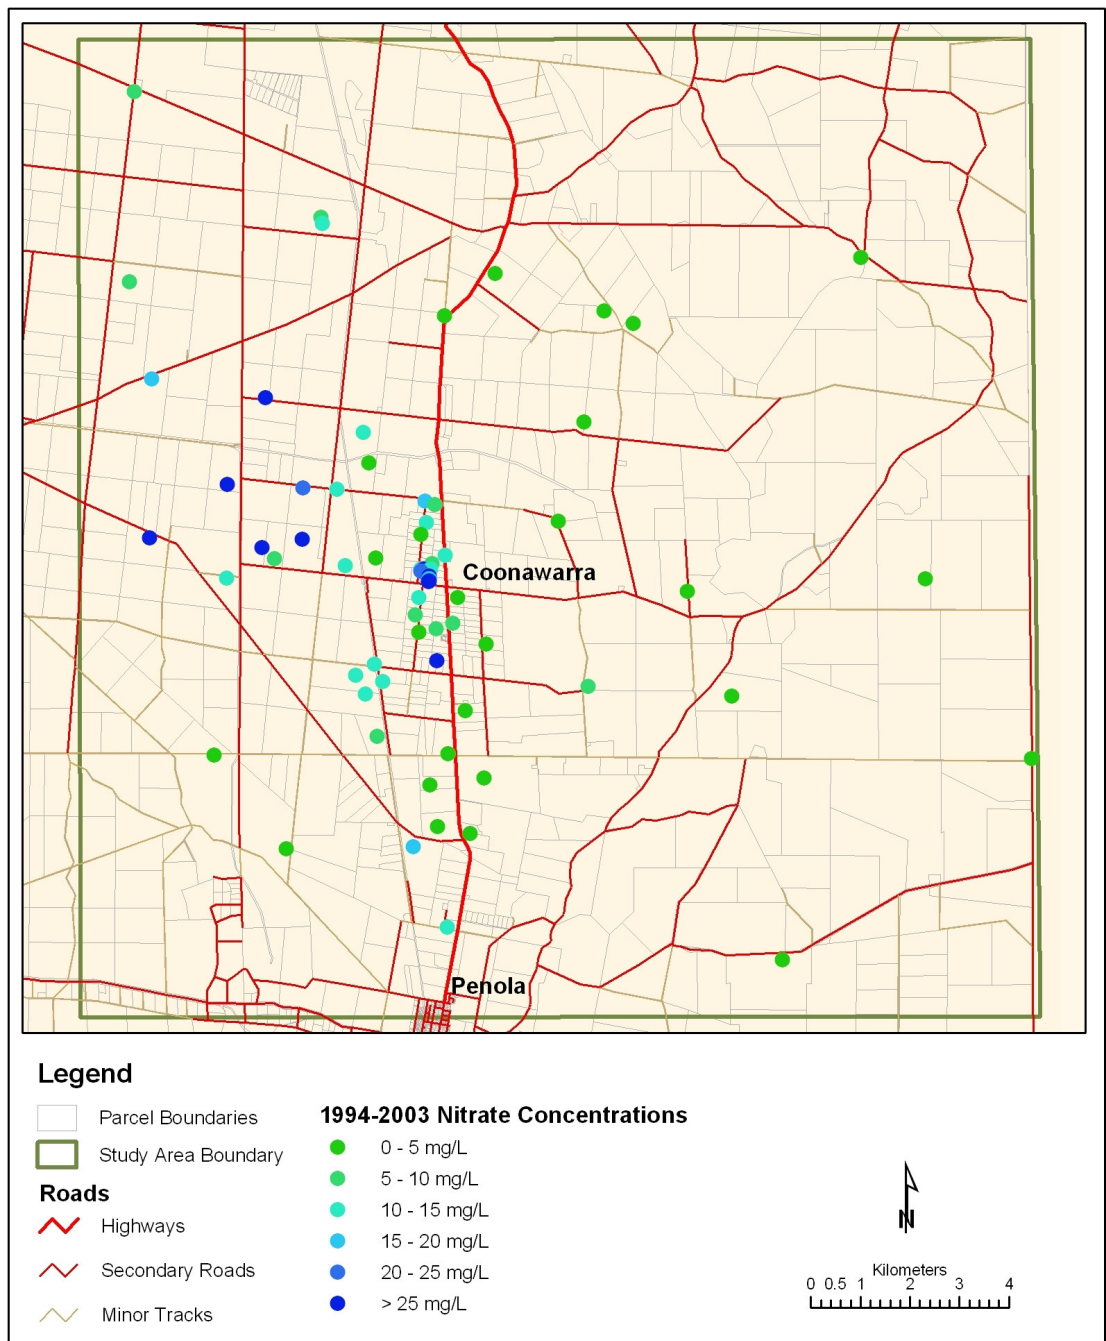 Coonawarra
Penola
Legend
Parcel Boundaries
Study Area Boundary
Roads
Highways
Secondary Roads
Minor Tracks
1994-2003 Nitrate Concentrations
0 - 5 mg/L
5 - 10 mg/L
10 - 15 mg/L
15 - 20 mg/L
20 - 25 mg/L
> 25 mg/L
N
Kilometers
0 0.5 1 2 3 4